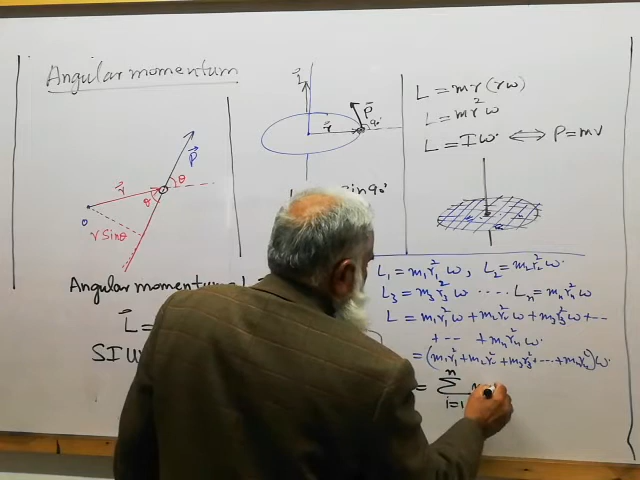 Angular momentum
P⃗
r⃗
θ
θ
o
r sinθ
L⃗
P⃗
r⃗
90°
sin90°
L = mr (rω)
L = mr²ω
L = Iω ⟺ P = mv
Angular momentum
L⃗ =
SI
L₁ = m₁r₁²ω, L₂ = m₂r₂²ω
L₃ = m₃r₃²ω ..... Lₙ = mₙrₙ²ω
L = m₁r₁²ω + m₂r₂²ω + m₃r₃²ω + --
+ -- + mₙrₙ²ω
= (m₁r₁² + m₂r₂² + m₃r₃² + --- + mₙrₙ²)ω
= n∑i=1